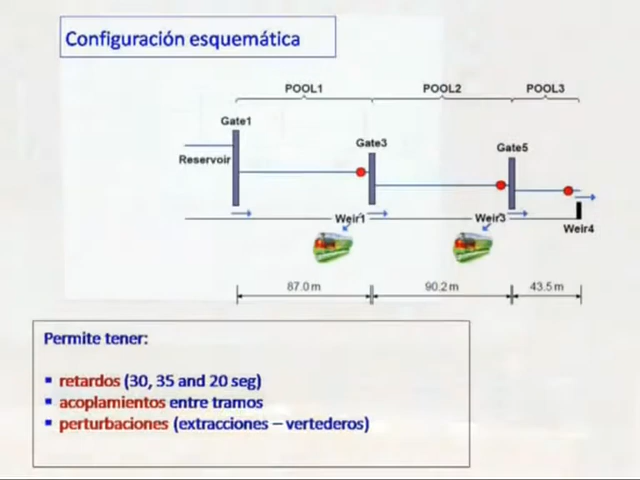 Configuración esquemática
POOL1 POOL2 POOL3
Gate1
Gate3
Gate5
Reservoir
Weir1
Weir3
Weir4
87.0 m 90.2 m 43.5 m
Permite tener:
▪ retardos (30, 35 and 20 seg)
▪ acoplamientos entre tramos
▪ perturbaciones (extracciones – vertederos)